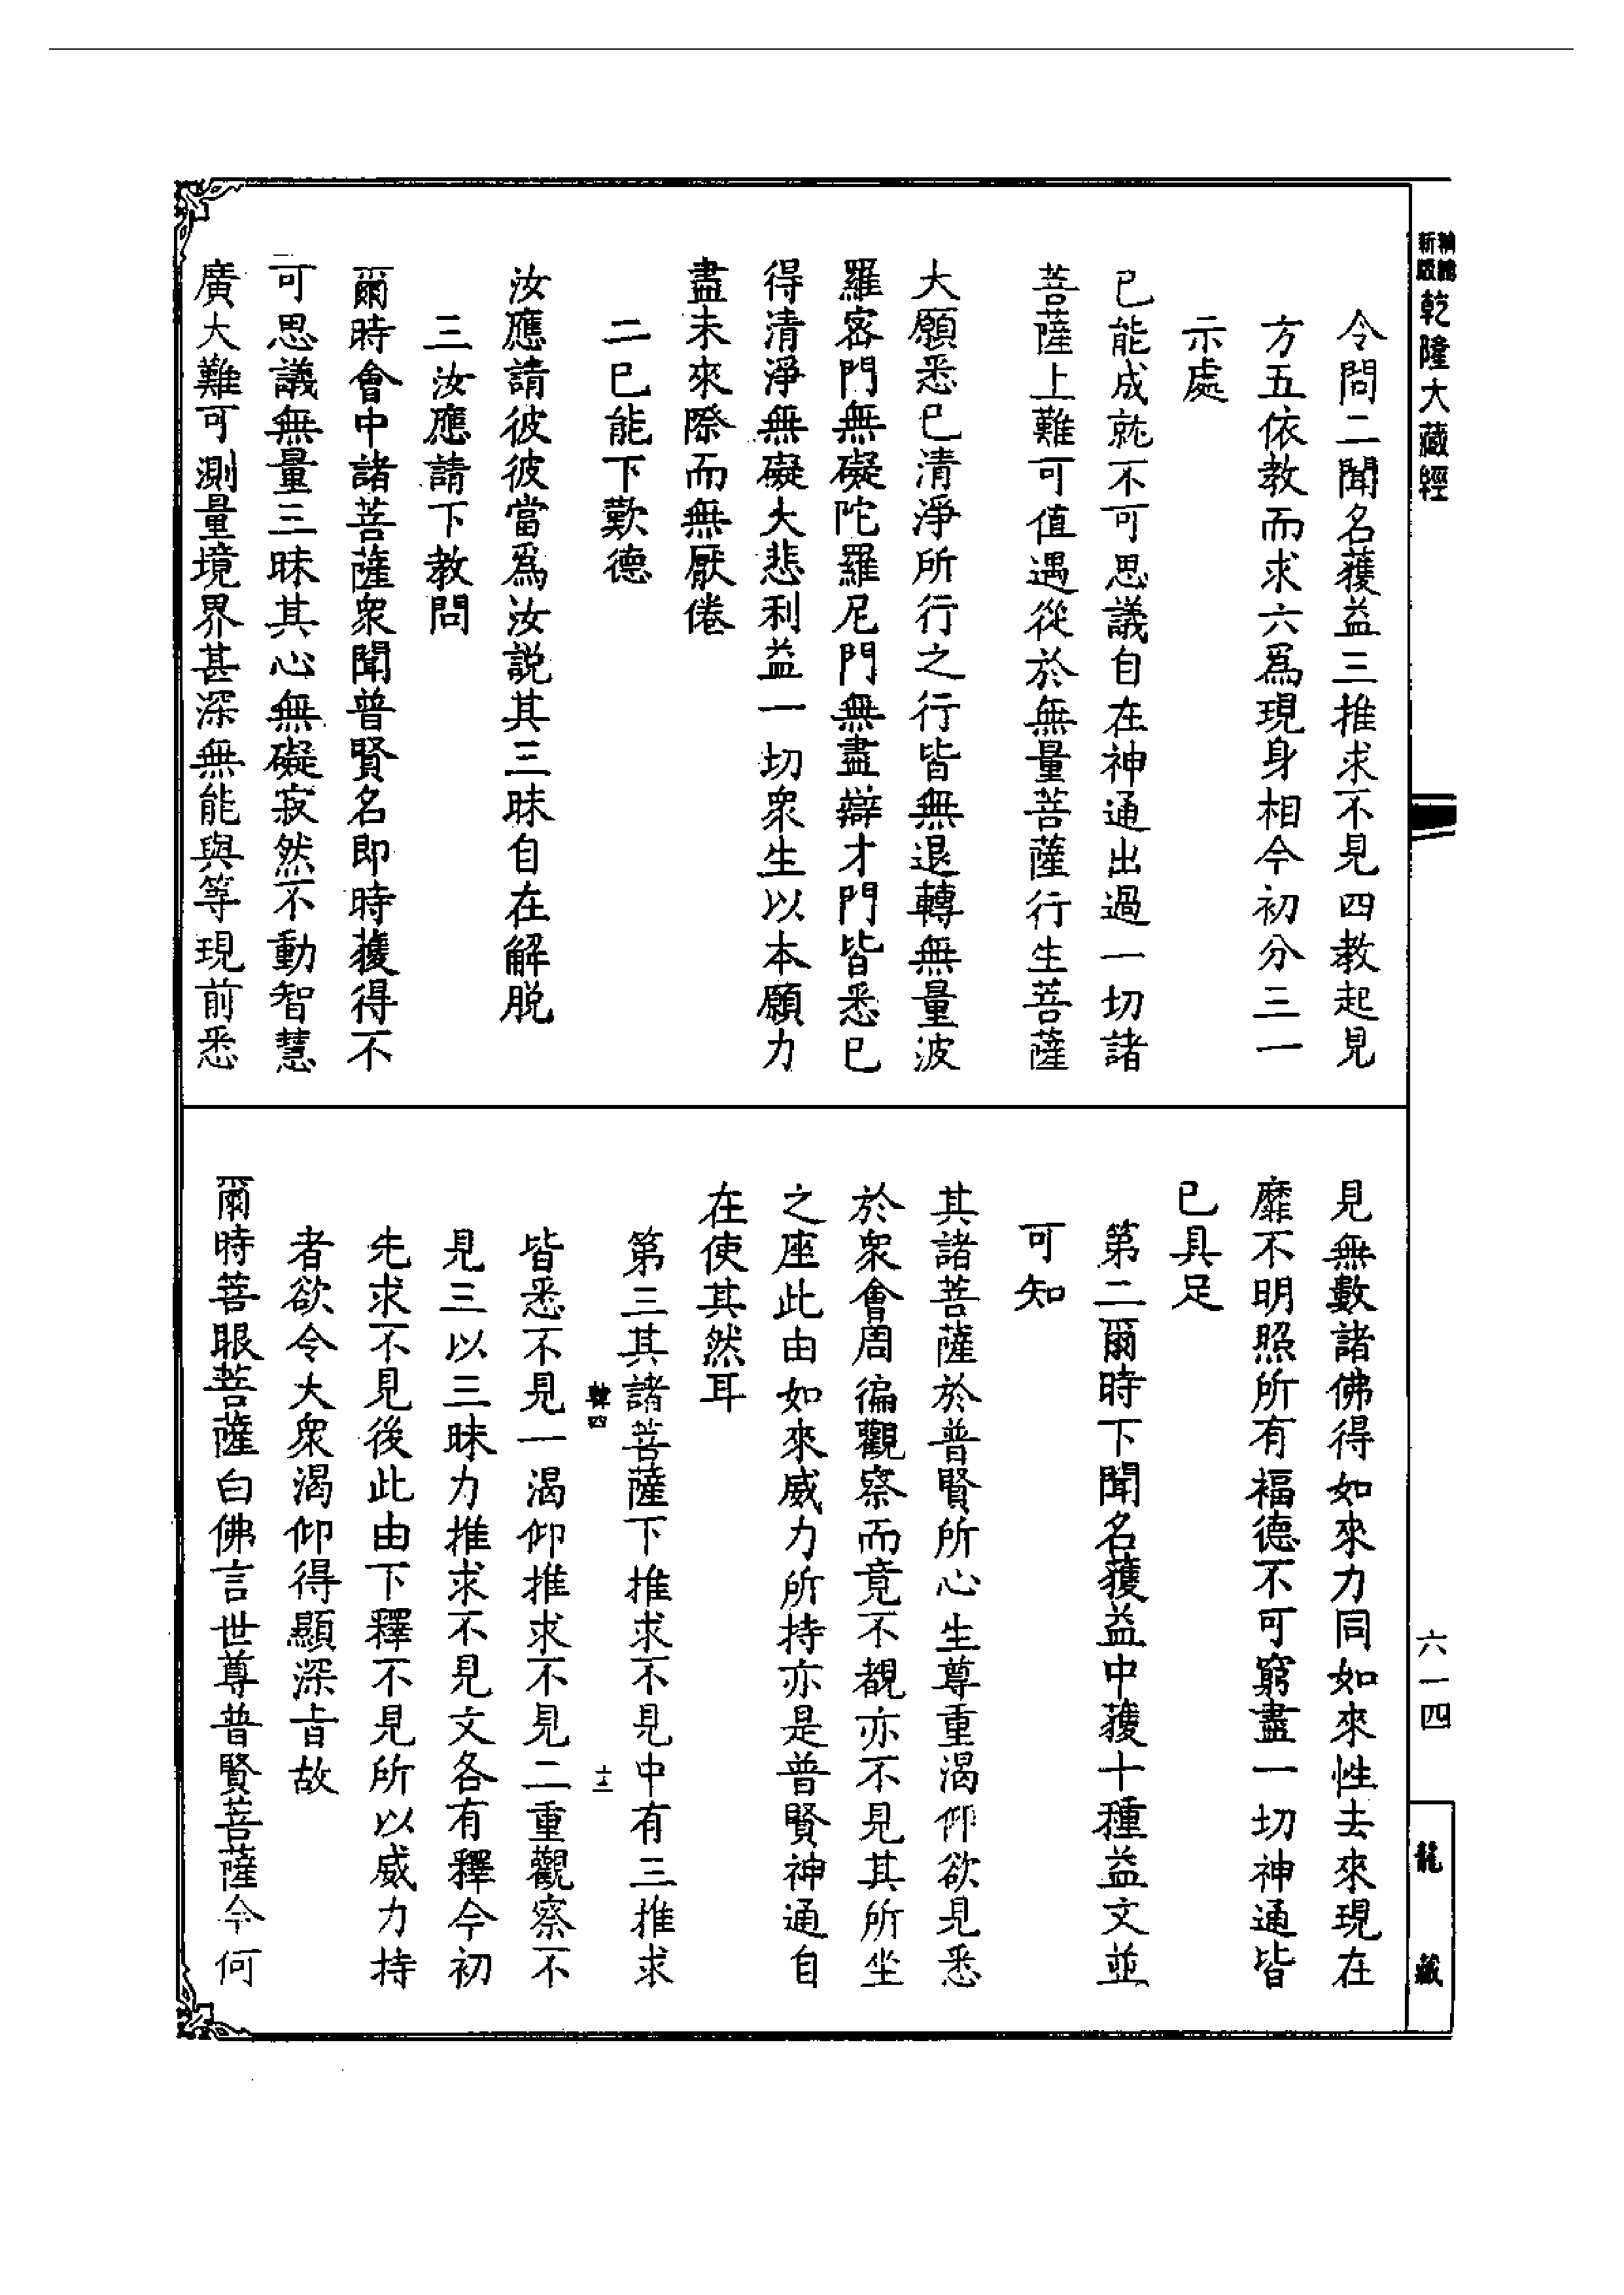 乾隆大藏經
令問二聞名獲益三推求不見四教起見
方五依教而求六爲現身相今初分三一
示處
已能成就不可思議自在神通出過一切諸
菩薩上難可值遇從於無量菩薩行生菩薩
大願悉已清淨所行之行皆無退轉無量波
羅密門無礙陀羅尼門無盡辯才門皆悉已
得清淨無礙大悲利益一切衆生以本願力
盡未來際而無厭倦
二已能下歎德
汝應請彼彼當爲汝說其三昧自在解脫
三汝應請下教問
爾時會中諸菩薩衆聞普賢名即時獲得不
可思議無量三昧其心無礙寂然不動智慧
廣大難可測量境界甚深無能與等現前悉
見無數諸佛得如來力同如來性去來現在
靡不明照所有福德不可窮盡一切神通皆
已具足
第二爾時下聞名獲益中獲十種益文並
可知
其諸菩薩於普賢所心生尊重渴仰欲見悉
於衆會周徧觀察而竟不覩亦不見其所坐
之座此由如來威力所持亦是普賢神通自
在使其然耳
第三其諸菩薩下推求不見中有三推求
皆悉不見一渴仰推求不見二重觀察不
見三以三昧力推求不見文各有釋今初
先求不見後此由下釋不見所以威力持
者欲令大衆渴仰得顯深旨故
爾時菩眼菩薩白佛言世尊普賢菩薩今何
六一四
龍藏